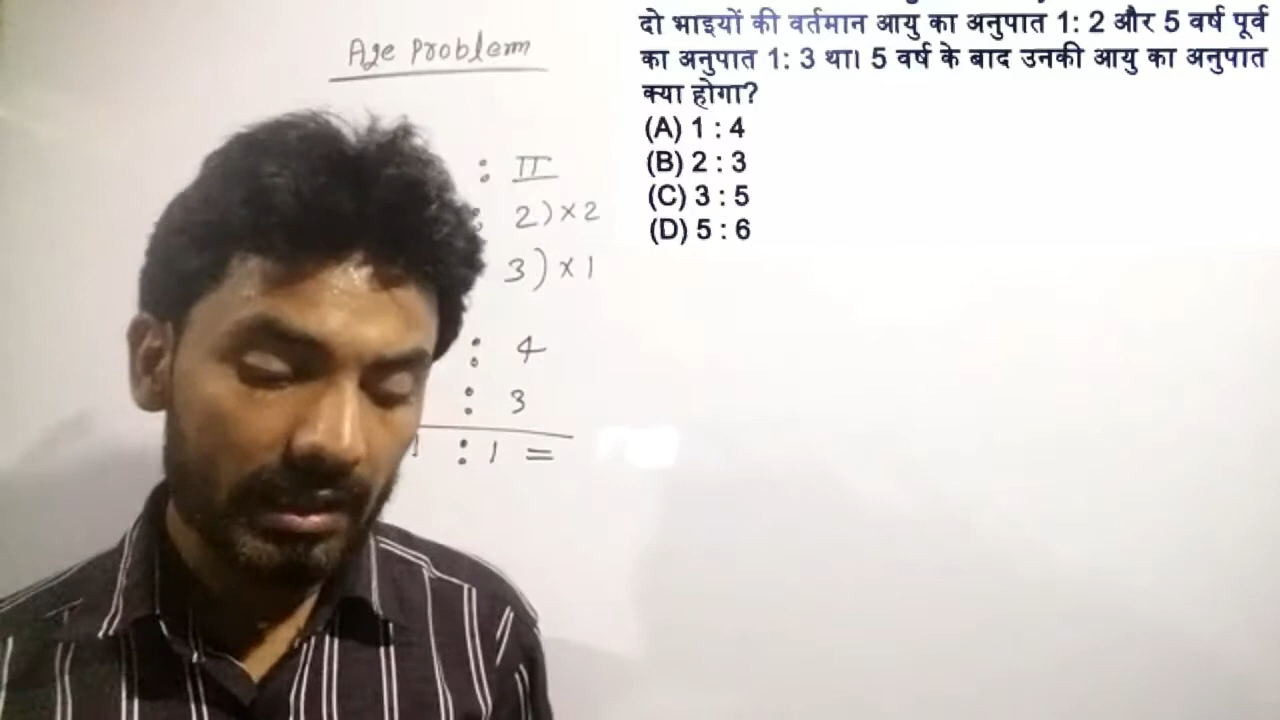 Age Problem
: II
: 2) × 2
3) × 1
: 4
: 3
1 : 1 =
दो भाइयों की वर्तमान आयु का अनुपात 1: 2 और 5 वर्ष पूर्व
का अनुपात 1: 3 था। 5 वर्ष के बाद उनकी आयु का अनुपात
क्या होगा?
(A) 1 : 4
(B) 2 : 3
(C) 3 : 5
(D) 5 : 6